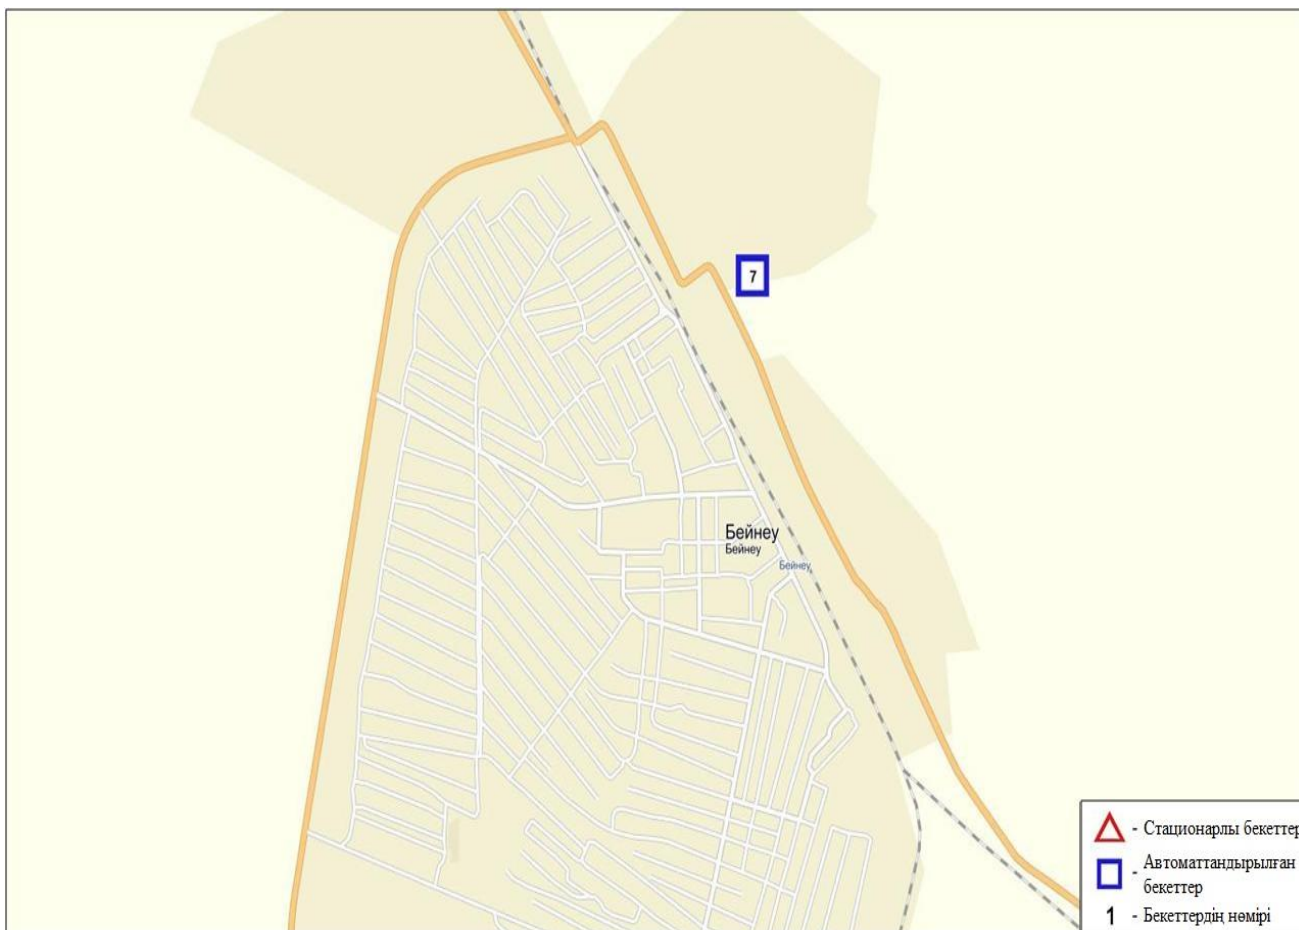 7
Бейнеу
Бейнеу
Бейнеу
- Стационарлы бекеттер
- Автоматтандырылған
бекеттер
1 - Бекеттердің нөмірі